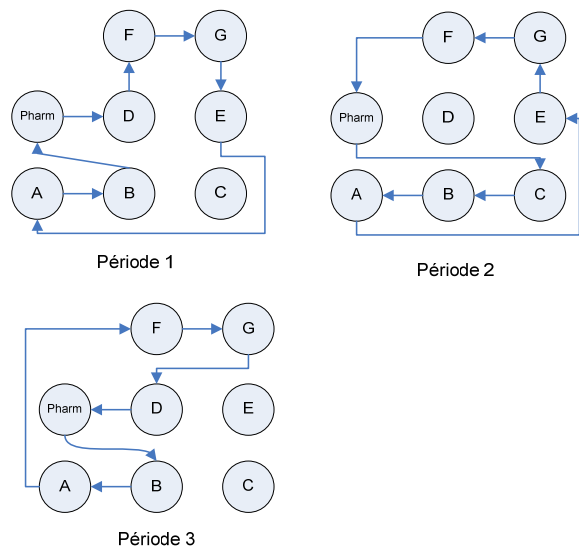 F G
Pharm D E
A B C
Période 1
F G
Pharm D E
A B C
Période 2
F G
Pharm D E
A B C
Période 3